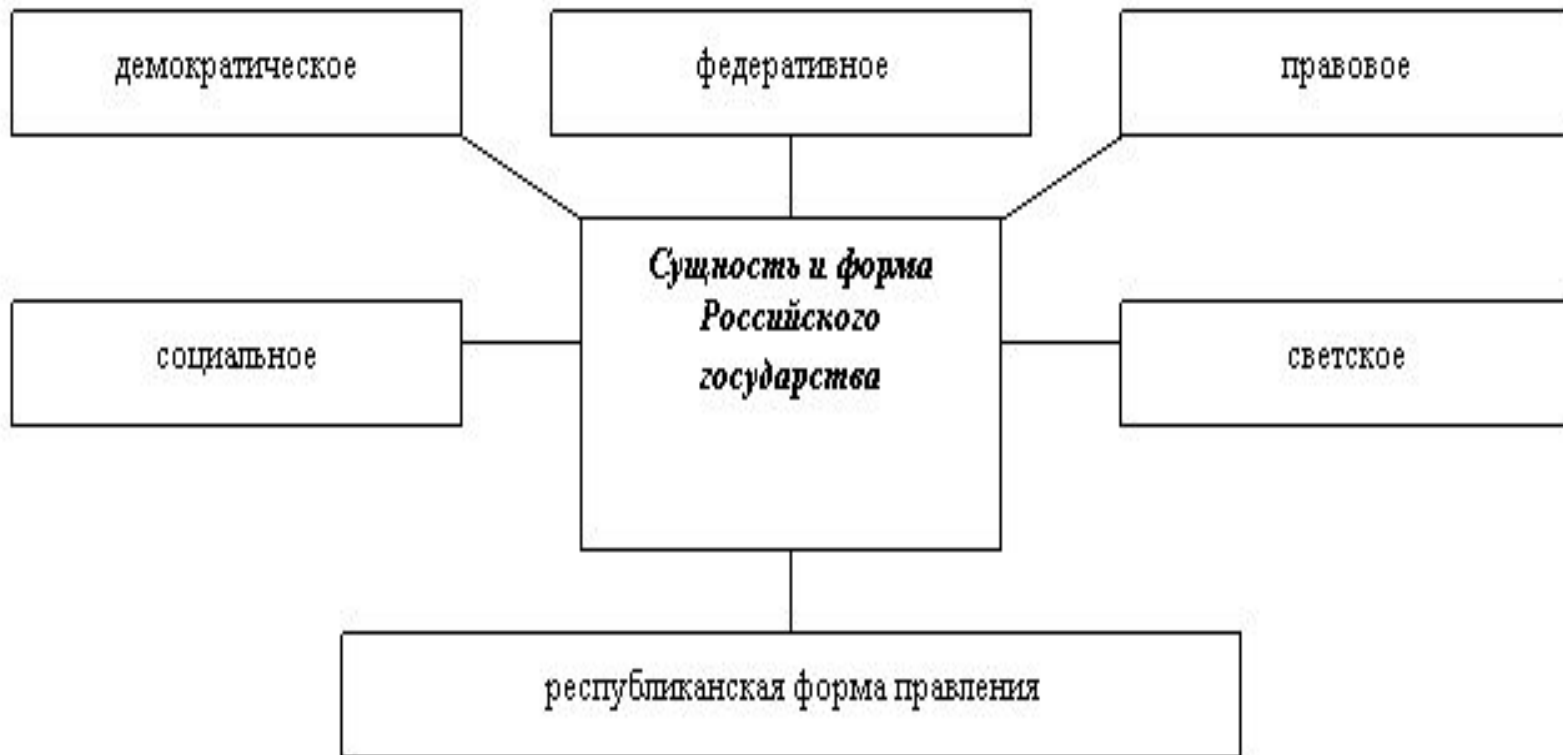 демократическое
федеративное
правовое
Сущность и форма
Российского
государства
социальное
светское
республиканская форма правления